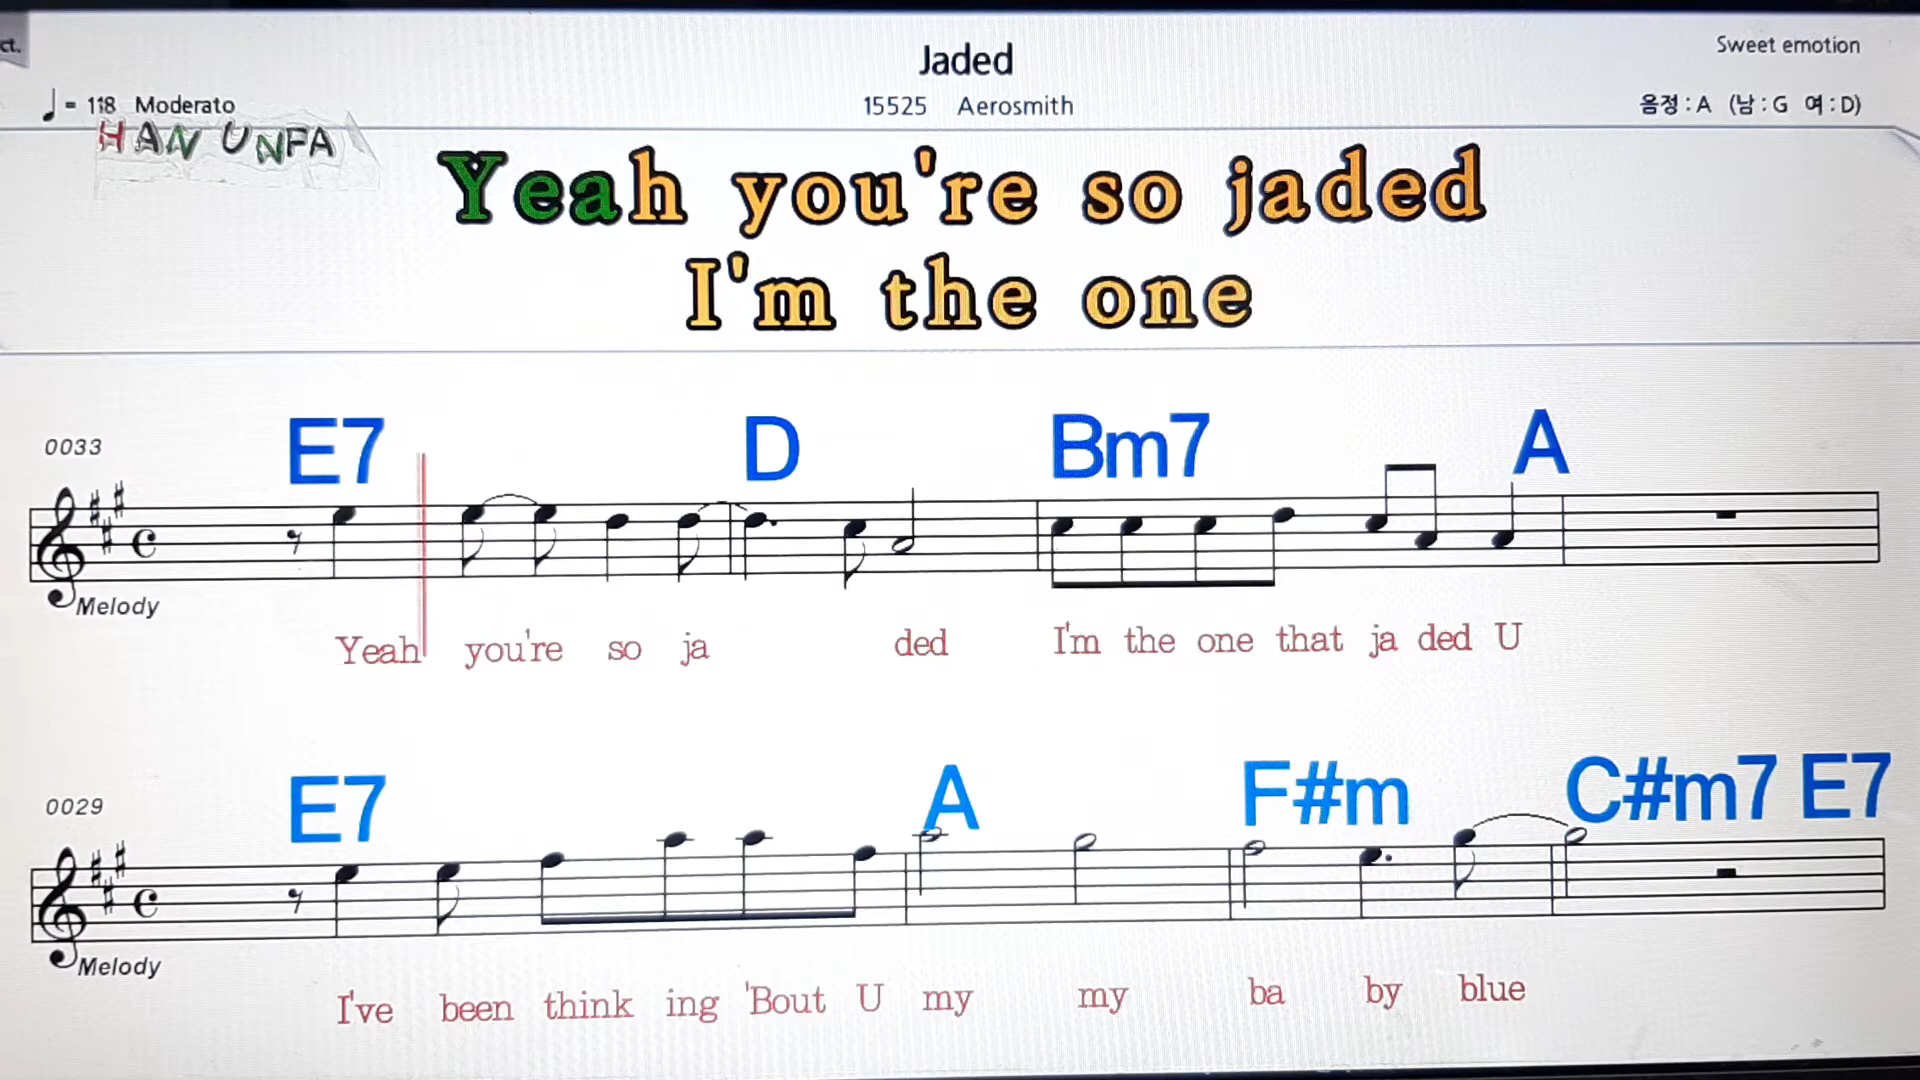 ct.
Jaded
Sweet emotion
♩ = 118 Moderato
15525 Aerosmith
음정 : A (남 : G 여 : D)
HAN UNFA
Yeah you're so jaded
I'm the one
0033
E7 D Bm7 A
Melody
Yeah you're so ja ded I'm the one that ja ded U
0029
E7 A F#m C#m7 E7
Melody
I've been think ing 'Bout U my my ba by blue